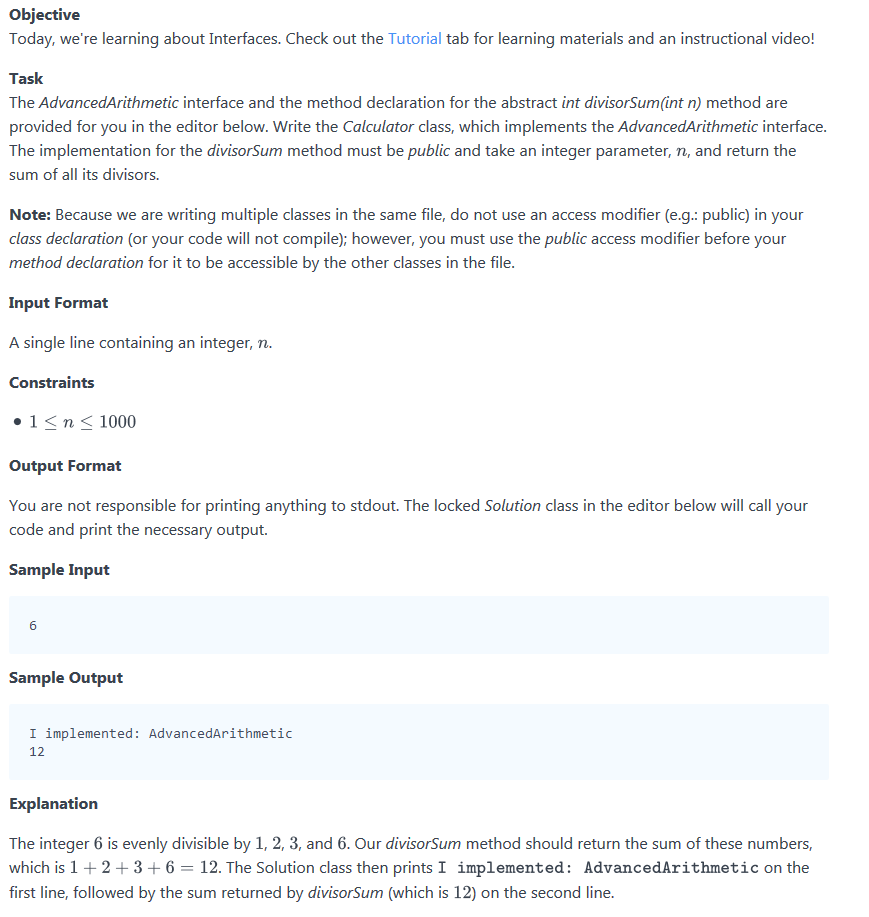 Objective
Today, we're learning about Interfaces. Check out the Tutorial tab for learning materials and an instructional video!
Task
The AdvancedArithmetic interface and the method declaration for the abstract int divisorSum(int n) method are
provided for you in the editor below. Write the Calculator class, which implements the AdvancedArithmetic interface.
The implementation for the divisorSum method must be public and take an integer parameter, n, and return the
sum of all its divisors.
Note: Because we are writing multiple classes in the same file, do not use an access modifier (e.g.: public) in your
class declaration (or your code will not compile); however, you must use the public access modifier before your
method declaration for it to be accessible by the other classes in the file.
Input Format
A single line containing an integer, n.
Constraints
• 1 ≤ n ≤ 1000
Output Format
You are not responsible for printing anything to stdout. The locked Solution class in the editor below will call your
code and print the necessary output.
Sample Input
6
Sample Output
I implemented: AdvancedArithmetic
12
Explanation
The integer 6 is evenly divisible by 1, 2, 3, and 6. Our divisorSum method should return the sum of these numbers,
which is 1 + 2 + 3 + 6 = 12. The Solution class then prints I implemented: AdvancedArithmetic on the
first line, followed by the sum returned by divisorSum (which is 12) on the second line.